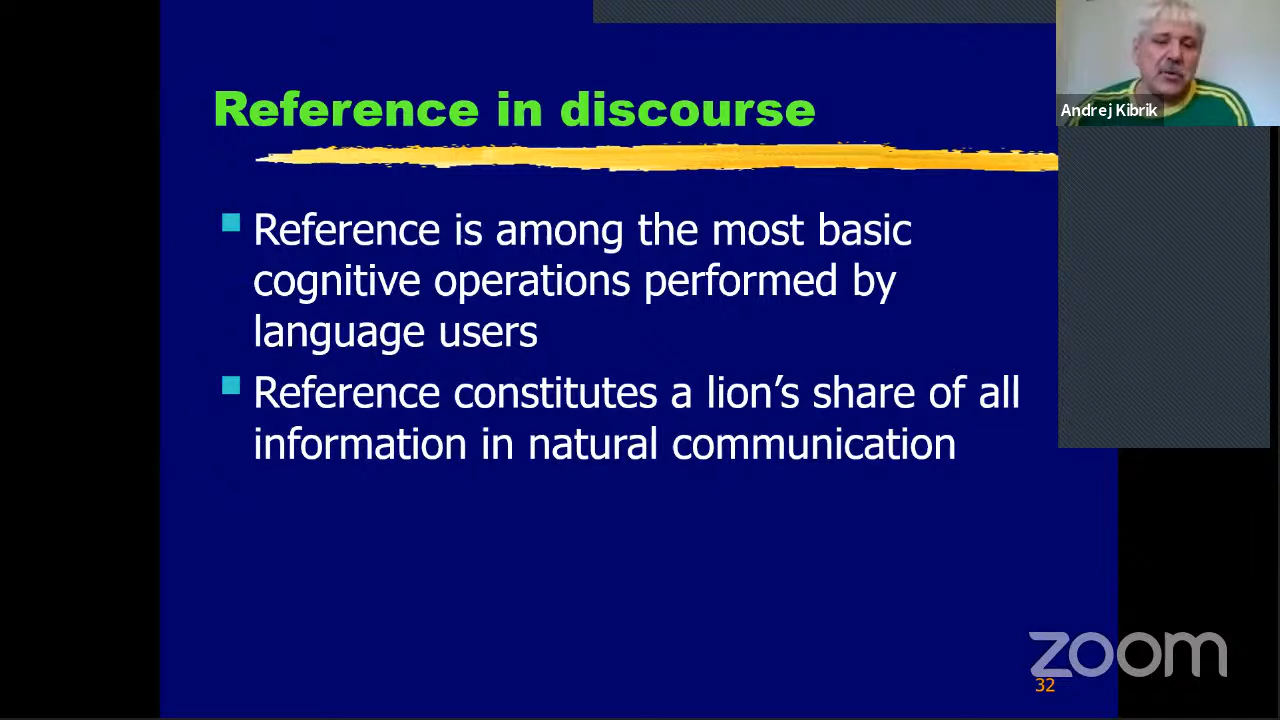 Reference in discourse
Andrej Kibrik
Reference is among the most basic
cognitive operations performed by
language users
Reference constitutes a lion’s share of all
information in natural communication
zoom
32